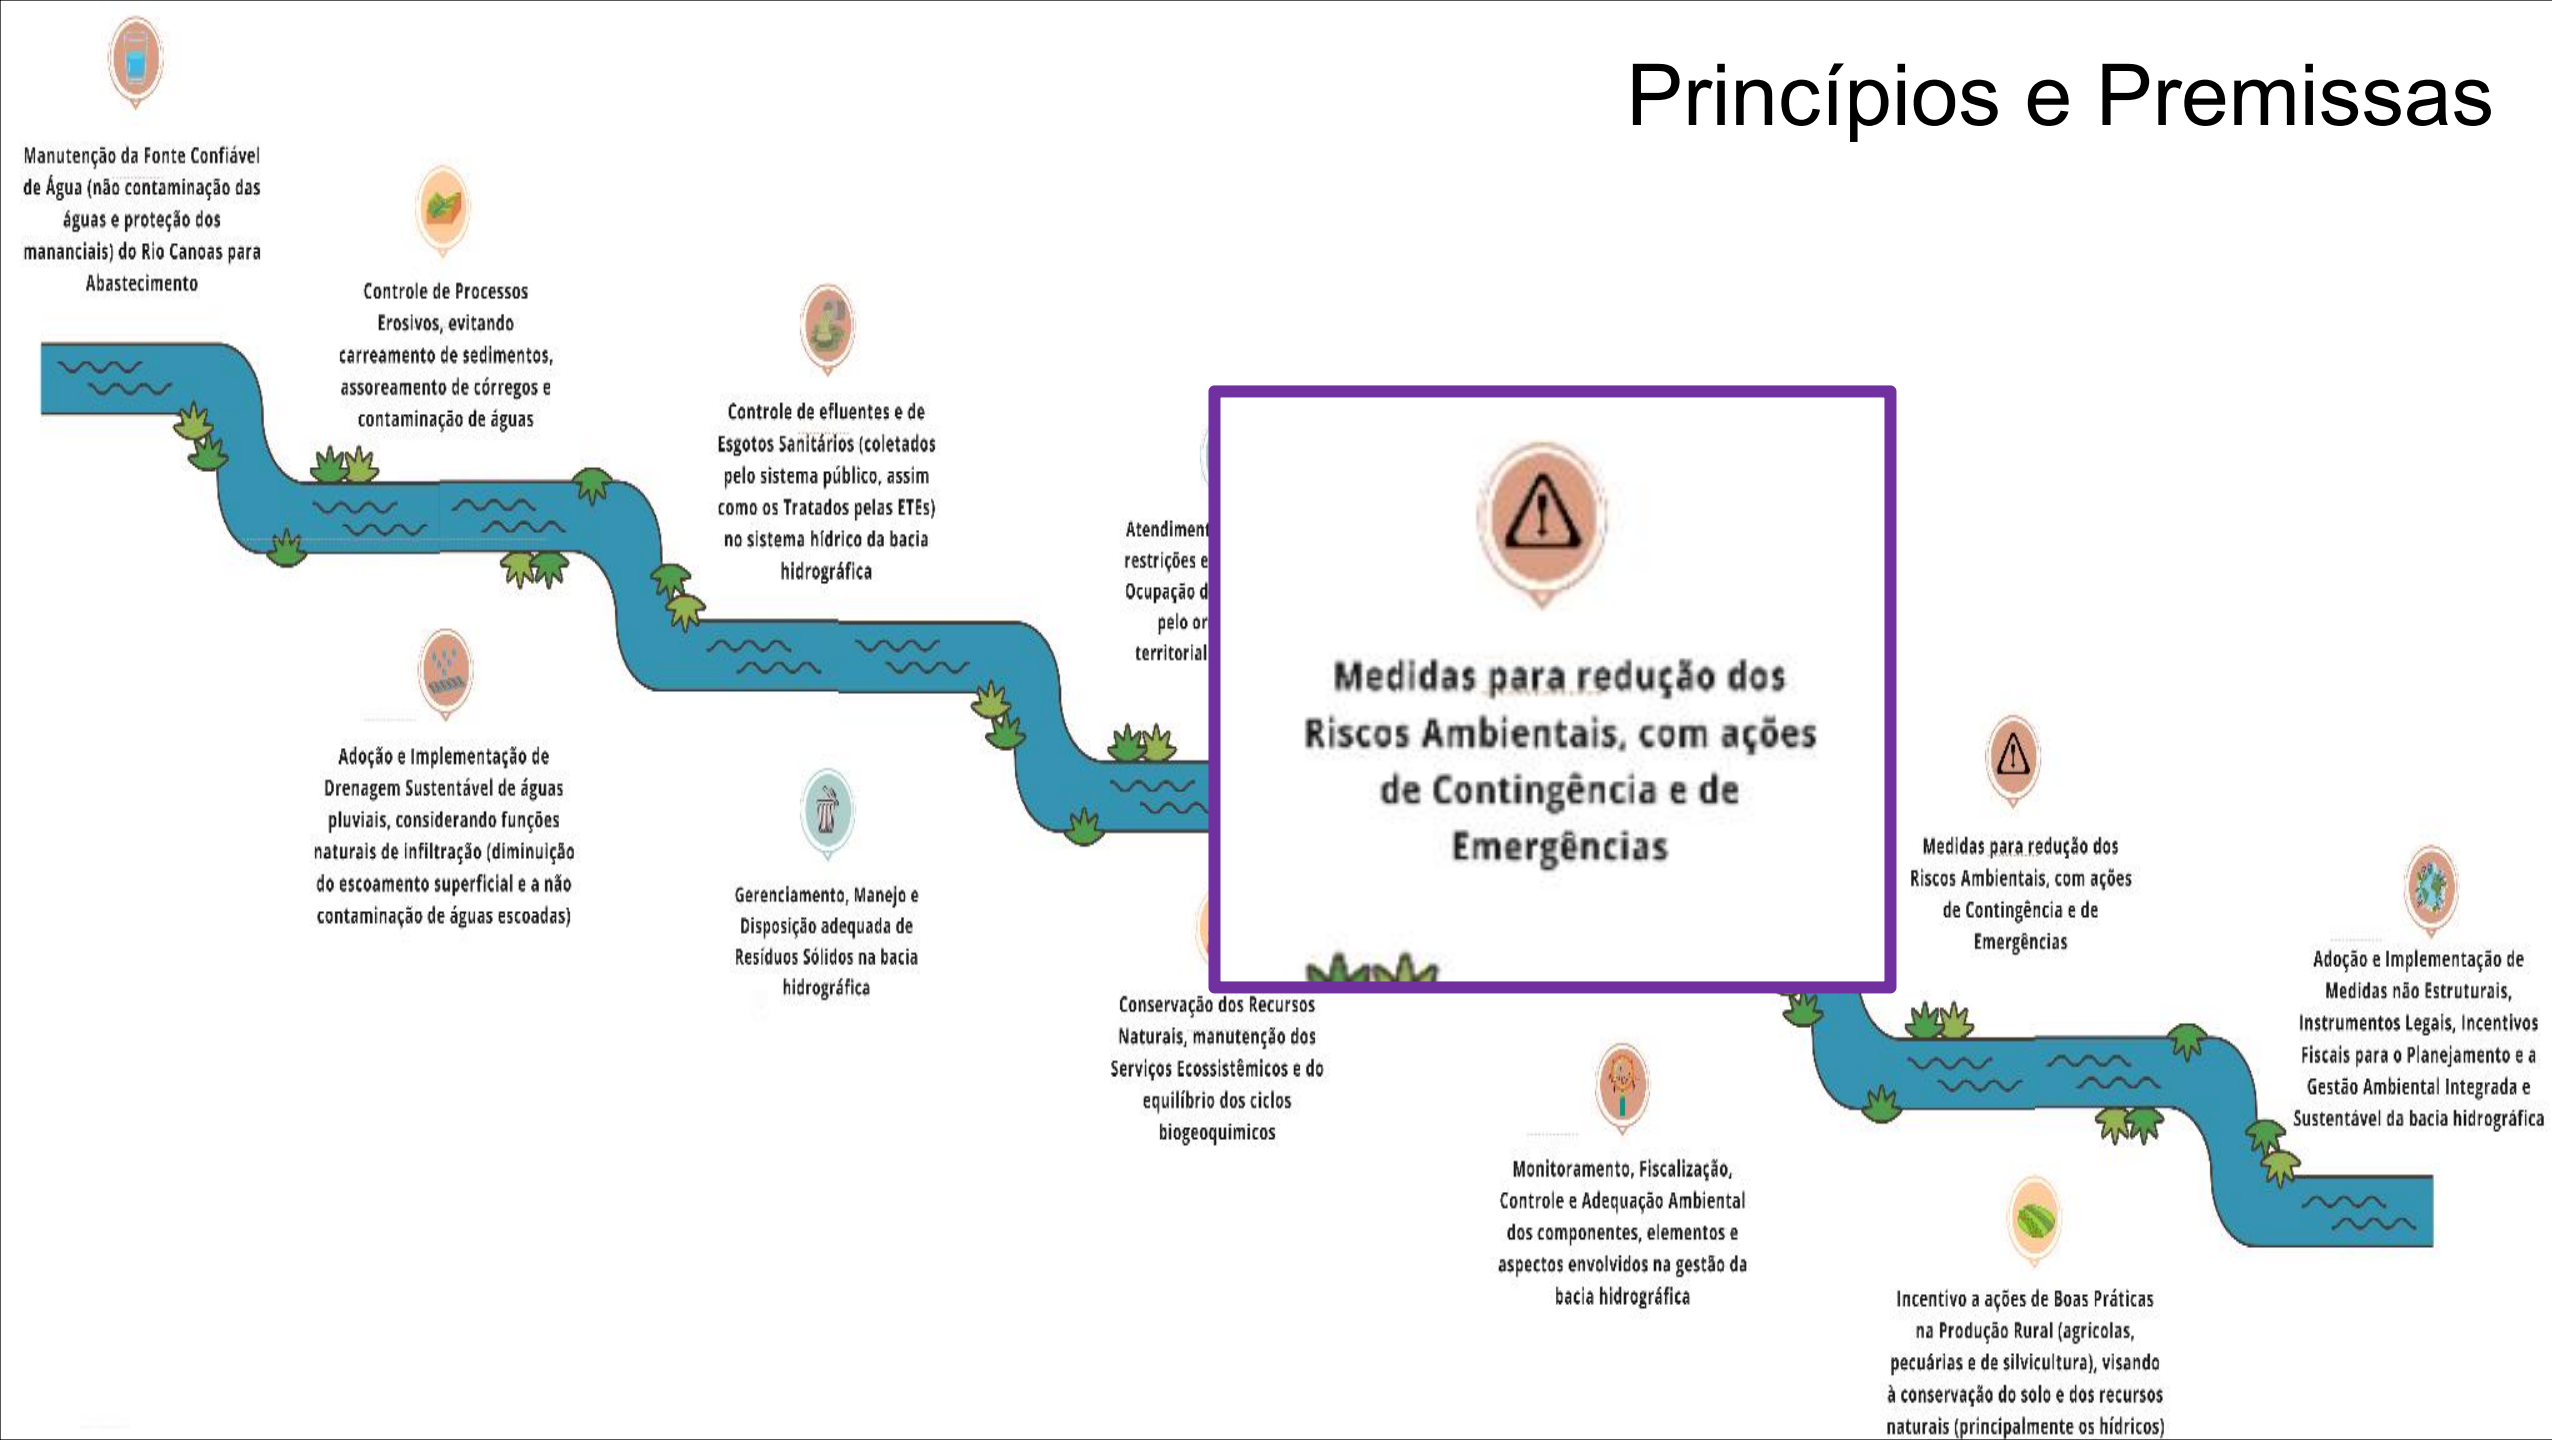 Princípios e Premissas
Manutenção da Fonte Confiável
de Água (não contaminação das
águas e proteção dos
mananciais) do Rio Canoas para
Abastecimento
Controle de Processos
Erosivos, evitando
carreamento de sedimentos,
assoreamento de córregos e
contaminação de águas
Controle de efluentes e de
Esgotos Sanitários (coletados
pelo sistema público, assim
como os Tratados pelas ETEs)
no sistema hídrico da bacia
hidrográfica
restrições e
Ocupação
pelo
territorial
Medidas para redução dos
Riscos Ambientais, com ações
de Contingência e de
Emergências
Adoção e Implementação de
Drenagem Sustentável de águas
pluviais, considerando funções
naturais de infiltração (diminuição
do escoamento superficial e a não
contaminação de águas escoadas)
Gerenciamento, Manejo e
Disposição adequada de
Resíduos Sólidos na bacia
hidrográfica
Conservação dos Recursos
Naturais, manutenção dos
Serviços Ecossistêmicos e do
equilíbrio dos ciclos
biogeoquimicos
Medidas para redução dos
Riscos Ambientais, com ações
de Contingência e de
Emergências
Adoção e Implementação de
Medidas não Estruturais,
Instrumentos Legais, Incentivos
Fiscais para o Planejamento e a
Gestão Ambiental Integrada e
Sustentável da bacia hidrográfica
Monitoramento, Fiscalização,
Controle e Adequação Ambiental
dos componentes, elementos e
aspectos envolvidos na gestão da
bacia hidrográfica
Incentivo a ações de Boas Práticas
na Produção Rural (agricolas,
pecuárias e de silvicultura), visando
à conservação do solo e dos recursos
naturais (principalmente os hídricos)